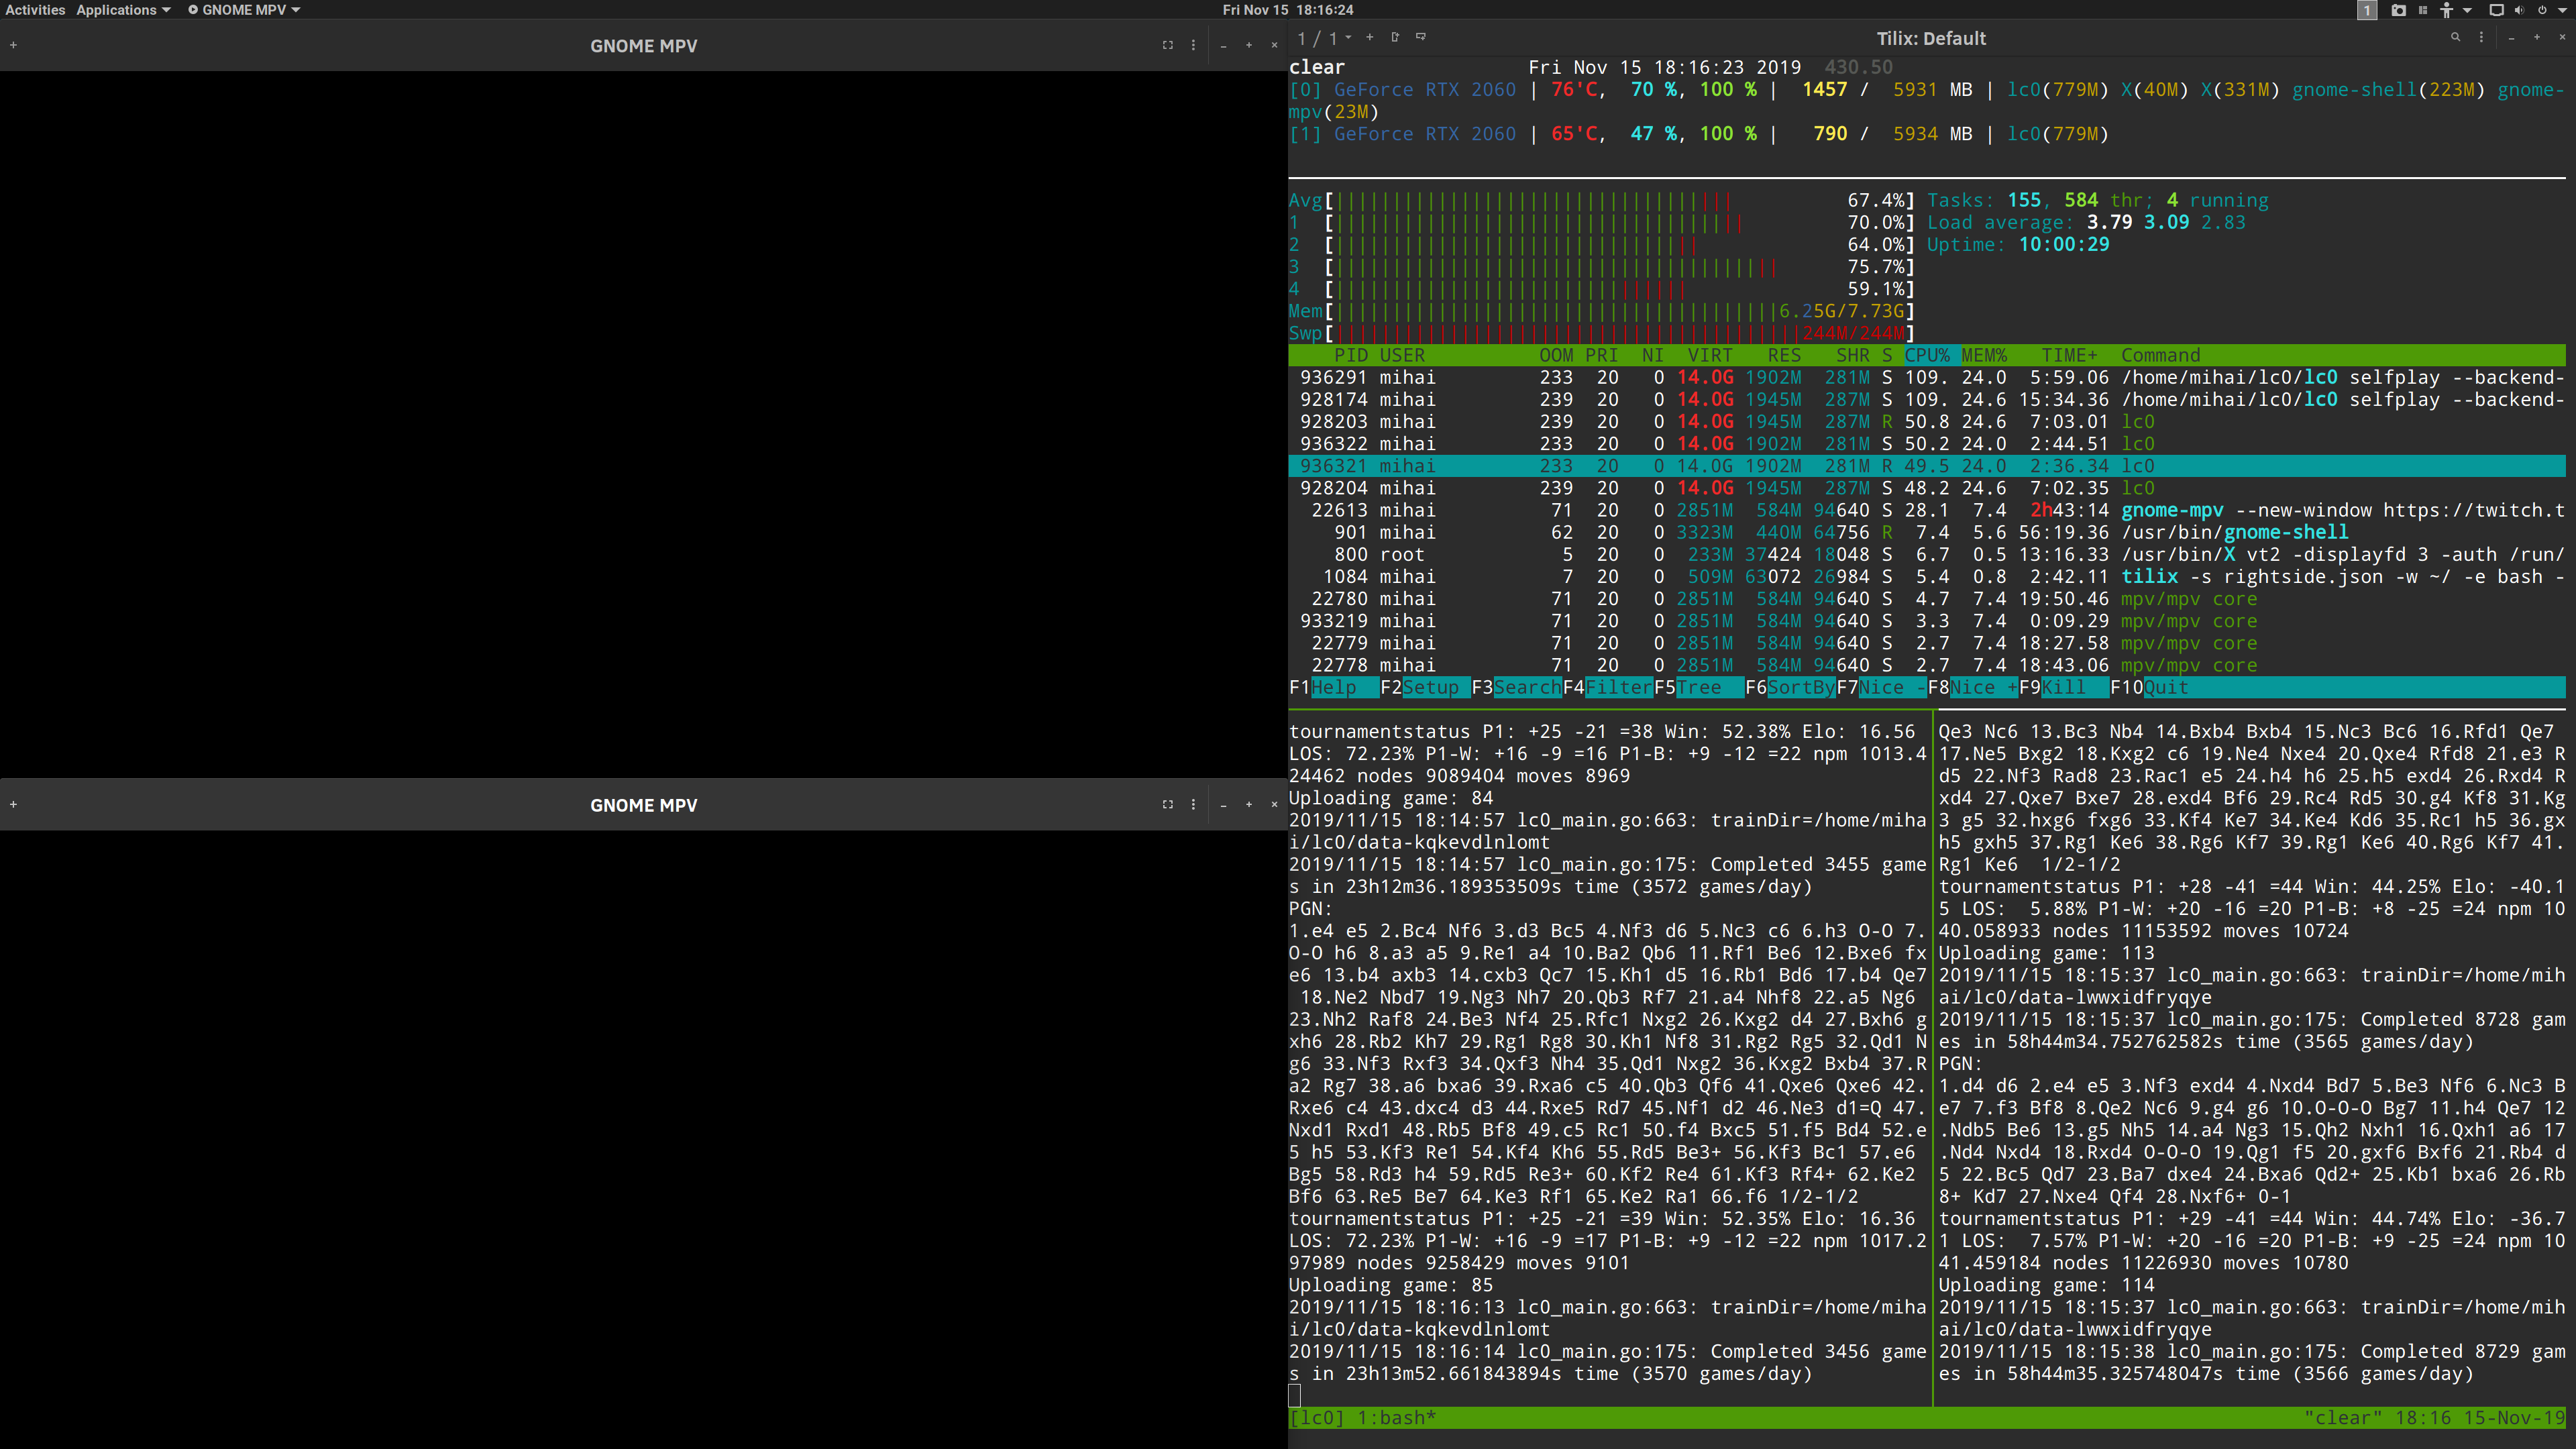 Activities Applications GNOME MPV Fri Nov 15 18:16:24 1
GNOME MPV
GNOME MPV
1 / 1 Tilix: Default
clear Fri Nov 15 18:16:23 2019 430.50
[0] GeForce RTX 2060 | 76'C, 70 %, 100 % | 1457 / 5931 MB | lc0(779M) X(40M) X(331M) gnome-shell(223M) gnome-
mpv(23M)
[1] GeForce RTX 2060 | 65'C, 47 %, 100 % | 790 / 5934 MB | lc0(779M)
Avg[ 67.4%] Tasks: 155, 584 thr; 4 running
1 [ 70.0%] Load average: 3.79 3.09 2.83
2 [ 64.0%] Uptime: 10:00:29
3 [ 75.7%]
4 [ 59.1%]
Mem[ 6.25G/7.73G]
Swp[ 244M/244M]
PID USER OOM PRI NI VIRT RES SHR S CPU% MEM% TIME+ Command
936291 mihai 233 20 0 14.0G 1902M 281M S 109. 24.0 5:59.06 /home/mihai/lc0/lc0 selfplay --backend-
928174 mihai 239 20 0 14.0G 1945M 287M S 109. 24.6 15:34.36 /home/mihai/lc0/lc0 selfplay --backend-
928203 mihai 239 20 0 14.0G 1945M 287M R 50.8 24.6 7:03.01 lc0
936322 mihai 233 20 0 14.0G 1902M 281M S 50.2 24.0 2:44.51 lc0
936321 mihai 233 20 0 14.0G 1902M 281M R 49.5 24.0 2:36.34 lc0
928204 mihai 239 20 0 14.0G 1945M 287M S 48.2 24.6 7:02.35 lc0
22613 mihai 71 20 0 2851M 584M 94640 S 28.1 7.4 2h43:14 gnome-mpv --new-window https://twitch.t
901 mihai 62 20 0 3323M 440M 64756 R 7.4 5.6 56:19.36 /usr/bin/gnome-shell
800 root 5 20 0 233M 37424 18048 S 6.7 0.5 13:16.33 /usr/bin/X vt2 -displayfd 3 -auth /run/
1084 mihai 7 20 0 509M 63072 26984 S 5.4 0.8 2:42.11 tilix -s rightside.json -w ~/ -e bash -
22780 mihai 71 20 0 2851M 584M 94640 S 4.7 7.4 19:50.46 mpv/mpv core
933219 mihai 71 20 0 2851M 584M 94640 S 3.3 7.4 0:09.29 mpv/mpv core
22779 mihai 71 20 0 2851M 584M 94640 S 2.7 7.4 18:27.58 mpv/mpv core
22778 mihai 71 20 0 2851M 584M 94640 S 2.7 7.4 18:43.06 mpv/mpv core
F1Help F2Setup F3SearchF4FilterF5Tree F6SortByF7Nice -F8Nice +F9Kill F10Quit
tournamentstatus P1: +25 -21 =38 Win: 52.38% Elo: 16.56
LOS: 72.23% P1-W: +16 -9 =16 P1-B: +9 -12 =22 npm 1013.4
24462 nodes 9089404 moves 8969
Uploading game: 84
2019/11/15 18:14:57 lc0_main.go:663: trainDir=/home/miha
i/lc0/data-kqkevdlnlomt
2019/11/15 18:14:57 lc0_main.go:175: Completed 3455 game
s in 23h12m36.189353509s time (3572 games/day)
PGN:
1.e4 e5 2.Bc4 Nf6 3.d3 Bc5 4.Nf3 d6 5.Nc3 c6 6.h3 O-O 7.
O-O h6 8.a3 a5 9.Re1 a4 10.Ba2 Qb6 11.Rf1 Be6 12.Bxe6 fx
e6 13.b4 axb3 14.cxb3 Qc7 15.Kh1 d5 16.Rb1 Bd6 17.b4 Qe7
18.Ne2 Nbd7 19.Ng3 Nh7 20.Qb3 Rf7 21.a4 Nhf8 22.a5 Ng6
23.Nh2 Raf8 24.Be3 Nf4 25.Rfc1 Nxg2 26.Kxg2 d4 27.Bxh6 g
xh6 28.Rb2 Kh7 29.Rg1 Rg8 30.Kh1 Nf8 31.Rg2 Rg5 32.Qd1 N
g6 33.Nf3 Rxf3 34.Qxf3 Nh4 35.Qd1 Nxg2 36.Kxg2 Bxb4 37.R
a2 Rg7 38.a6 bxa6 39.Rxa6 c5 40.Qb3 Qf6 41.Qxe6 Qxe6 42.
Rxe6 c4 43.dxc4 d3 44.Rxe5 Rd7 45.Nf1 d2 46.Ne3 d1=Q 47.
Nxd1 Rxd1 48.Rb5 Bf8 49.c5 Rc1 50.f4 Bxc5 51.f5 Bd4 52.e
5 h5 53.Kf3 Re1 54.Kf4 Kh6 55.Rd5 Be3+ 56.Kf3 Bc1 57.e6
Bg5 58.Rd3 h4 59.Rd5 Re3+ 60.Kf2 Re4 61.Kf3 Rf4+ 62.Ke2
Bf6 63.Re5 Be7 64.Ke3 Rf1 65.Ke2 Ra1 66.f6 1/2-1/2
tournamentstatus P1: +25 -21 =39 Win: 52.35% Elo: 16.36
LOS: 72.23% P1-W: +16 -9 =17 P1-B: +9 -12 =22 npm 1017.2
97989 nodes 9258429 moves 9101
Uploading game: 85
2019/11/15 18:16:13 lc0_main.go:663: trainDir=/home/miha
i/lc0/data-kqkevdlnlomt
2019/11/15 18:16:14 lc0_main.go:175: Completed 3456 game
s in 23h13m52.661843894s time (3570 games/day)
Qe3 Nc6 13.Bc3 Nb4 14.Bxb4 Bxb4 15.Nc3 Bc6 16.Rfd1 Qe7
17.Ne5 Bxg2 18.Kxg2 c6 19.Ne4 Nxe4 20.Qxe4 Rfd8 21.e3 R
d5 22.Nf3 Rad8 23.Rac1 e5 24.h4 h6 25.h5 exd4 26.Rxd4 R
xd4 27.Qxe7 Bxe7 28.exd4 Bf6 29.Rc4 Rd5 30.g4 Kf8 31.Kg
3 g5 32.hxg6 fxg6 33.Kf4 Ke7 34.Ke4 Kd6 35.Rc1 h5 36.gx
h5 gxh5 37.Rg1 Ke6 38.Rg6 Kf7 39.Rg1 Ke6 40.Rg6 Kf7 41.
Rg1 Ke6 1/2-1/2
tournamentstatus P1: +28 -41 =44 Win: 44.25% Elo: -40.1
5 LOS: 5.88% P1-W: +20 -16 =20 P1-B: +8 -25 =24 npm 10
40.058933 nodes 11153592 moves 10724
Uploading game: 113
2019/11/15 18:15:37 lc0_main.go:663: trainDir=/home/mih
ai/lc0/data-lwwxidfryqye
2019/11/15 18:15:37 lc0_main.go:175: Completed 8728 gam
es in 58h44m34.752762582s time (3565 games/day)
PGN:
1.d4 d6 2.e4 e5 3.Nf3 exd4 4.Nxd4 Bd7 5.Be3 Nf6 6.Nc3 B
e7 7.f3 Bf8 8.Qe2 Nc6 9.g4 g6 10.O-O-O Bg7 11.h4 Qe7 12
.Ndb5 Be6 13.g5 Nh5 14.a4 Ng3 15.Qh2 Nxh1 16.Qxh1 a6 17
.Nd4 Nxd4 18.Rxd4 O-O-O 19.Qg1 f5 20.gxf6 Bxf6 21.Rb4 d
5 22.Bc5 Qd7 23.Ba7 dxe4 24.Bxa6 Qd2+ 25.Kb1 bxa6 26.Rb
8+ Kd7 27.Nxe4 Qf4 28.Nxf6+ 0-1
tournamentstatus P1: +29 -41 =44 Win: 44.74% Elo: -36.7
1 LOS: 7.57% P1-W: +20 -16 =20 P1-B: +9 -25 =24 npm 10
41.459184 nodes 11226930 moves 10780
Uploading game: 114
2019/11/15 18:15:37 lc0_main.go:663: trainDir=/home/mih
ai/lc0/data-lwwxidfryqye
2019/11/15 18:15:38 lc0_main.go:175: Completed 8729 gam
es in 58h44m35.325748047s time (3566 games/day)
[lc0] 1:bash* "clear" 18:16 15-Nov-19